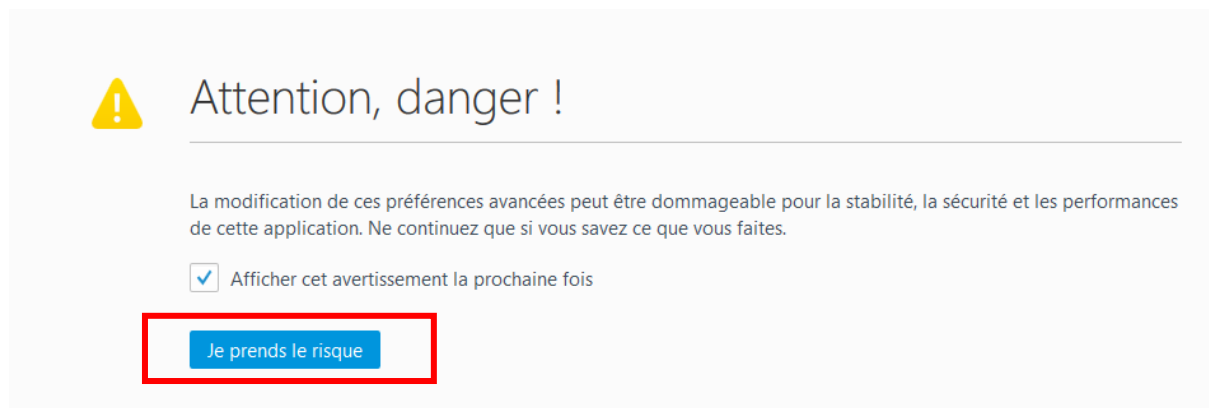 Attention, danger !
La modification de ces préférences avancées peut être dommageable pour la stabilité, la sécurité et les performances
de cette application. Ne continuez que si vous savez ce que vous faites.
Afficher cet avertissement la prochaine fois
Je prends le risque